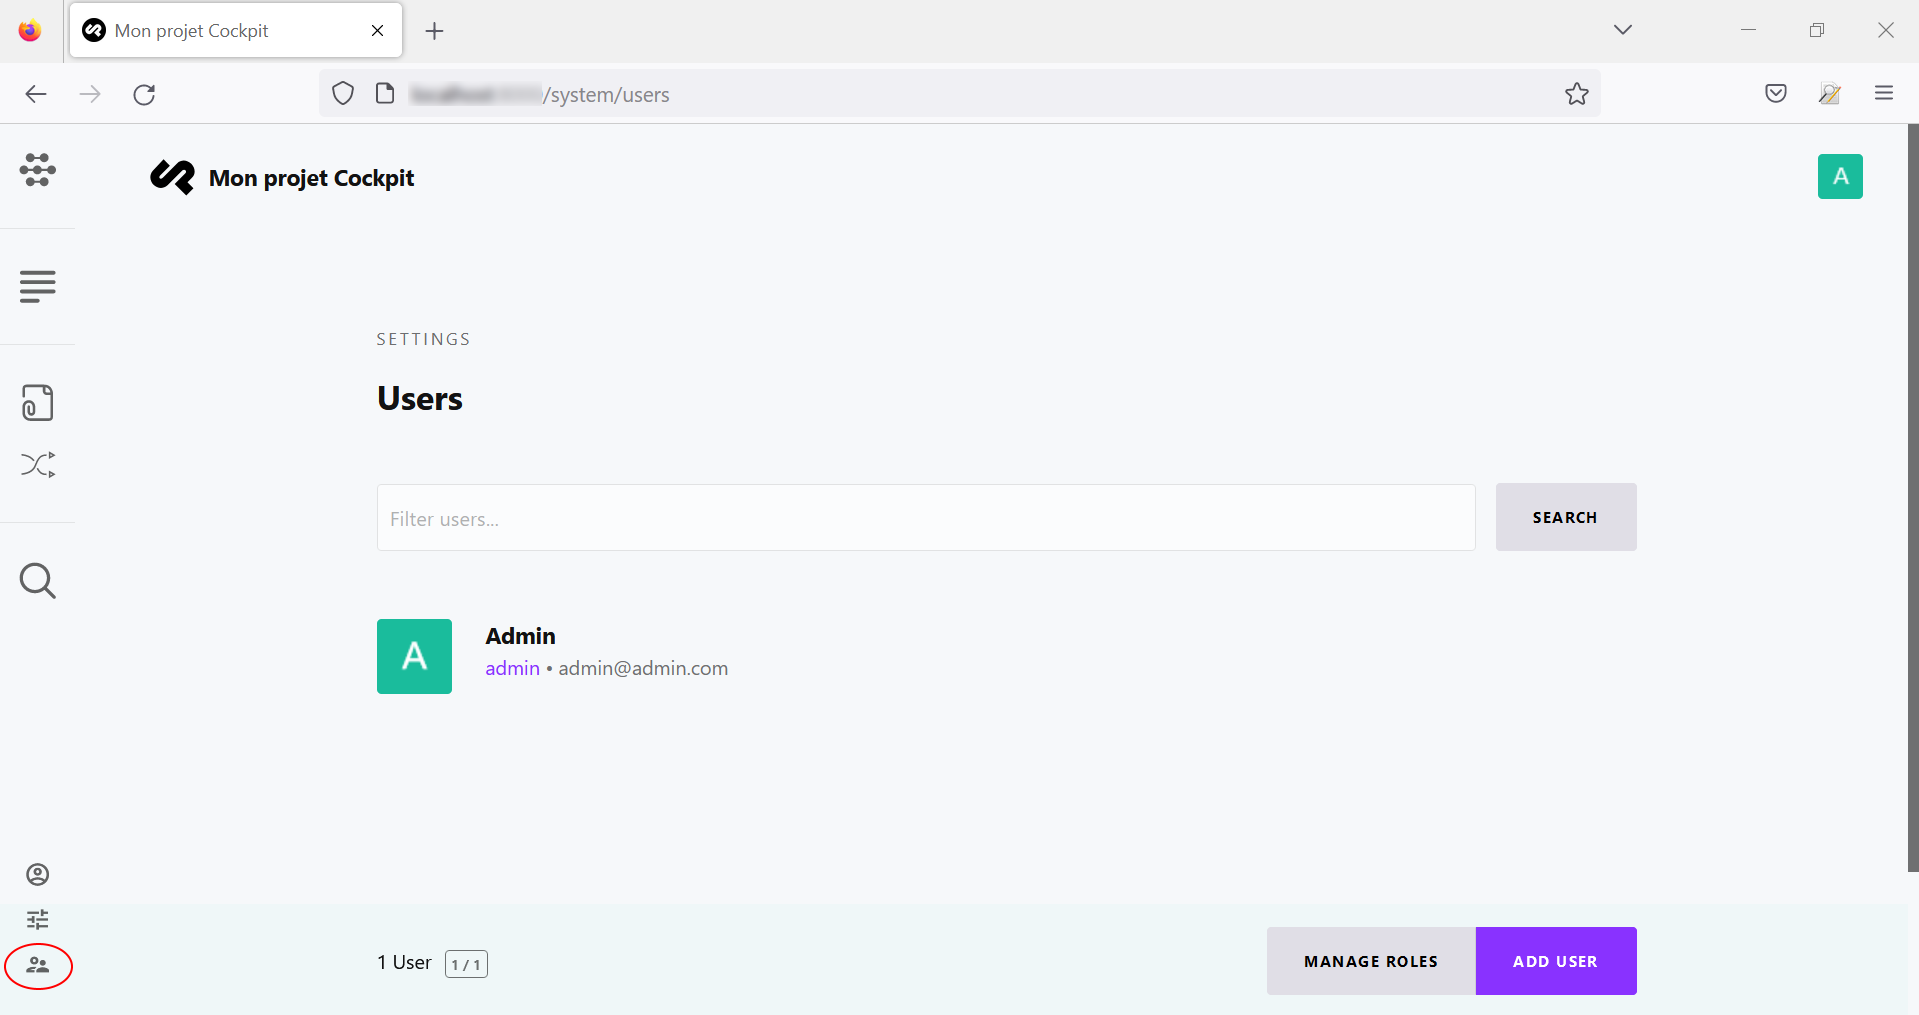 Mon projet Cockpit
/system/users
Mon projet Cockpit
A
SETTINGS
Users
Filter users...
SEARCH
A
Admin
admin • admin@admin.com
1 User 1 / 1
MANAGE ROLES
ADD USER